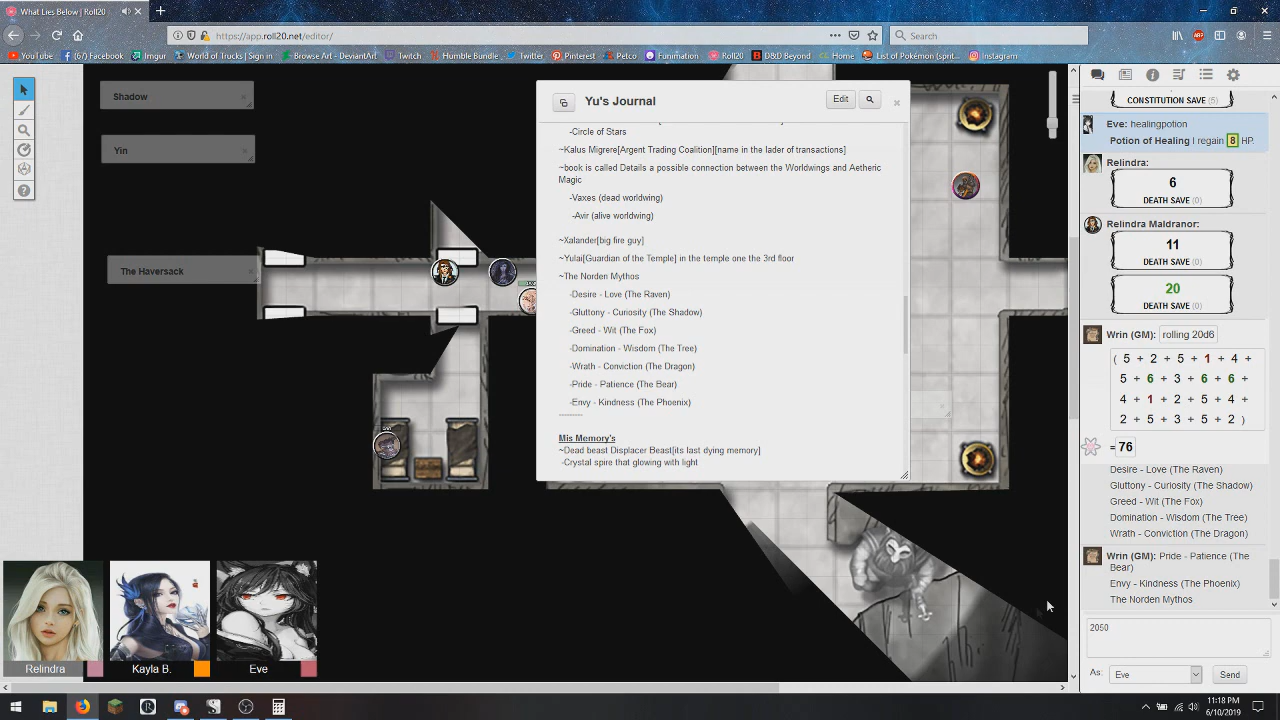 What Lies Below | Roll20
https://app.roll20.net/editor/
Search
YouTube
(67) Facebook
Imgur
World of Trucks | Sign in
Browse Art - DeviantArt
Twitch
Humble Bundle
Twitter
Pinterest
Petco
Funimation
Roll20
D&D Beyond
Home
List of Pokémon (sprit...
Instagram
Shadow
Yin
The Haversack
Yu's Journal
Edit
-Circle of Stars
~Kalus Migrere[Argent Trading Coalition][name in the lader of transactions]
~book is called Details a possible connection between the Worldwings and Aetheric
Magic
-Vaxes (dead worldwing)
-Avir (alive worldwing)
~Xalander[big fire guy]
~Yulai[Guardian of the Temple] in the temple one the 3rd floor
~The Norden Mythos
-Desire - Love (The Raven)
-Gluttony - Curiosity (The Shadow)
-Greed - Wit (The Fox)
-Domination - Wisdom (The Tree)
-Wrath - Conviction (The Dragon)
-Pride - Patience (The Bear)
-Envy - Kindness (The Phoenix)
---------
Mis Memory's
~Dead beast Displacer Beast[its last dying memory]
-Crystal spire that glowing with light
CONSTITUTION SAVE (5)
Eve: healingpotion
Potion of Healing I regain 8 HP.
Relindra:
6
DEATH SAVE (0)
Relindra Maldranor:
11
DEATH SAVE (0)
20
DEATH SAVE (0)
Wrin (GM): rolling 20d6
( 5 + 2 + 5 + 1 + 4 +
5 + 6 + 3 + 6 + 6 +
4 + 1 + 2 + 5 + 4 +
2 + 5 + 3 + 5 + 2 )
= 76
Desire - Love (The Raven)
Gluttony - Curiosity (The Shadow)
Greed - Wit (The Fox)
Domination - Wisdom (The Tree)
Wrath - Conviction (The Dragon)
Wrin (GM): Pride - Patience (The
Bear)
Envy - Kindness (The Phoenix)
The Norden Mythos
2050
As:
Eve
Send
Relindra
Kayla B.
Eve
11:18 PM
6/10/2019